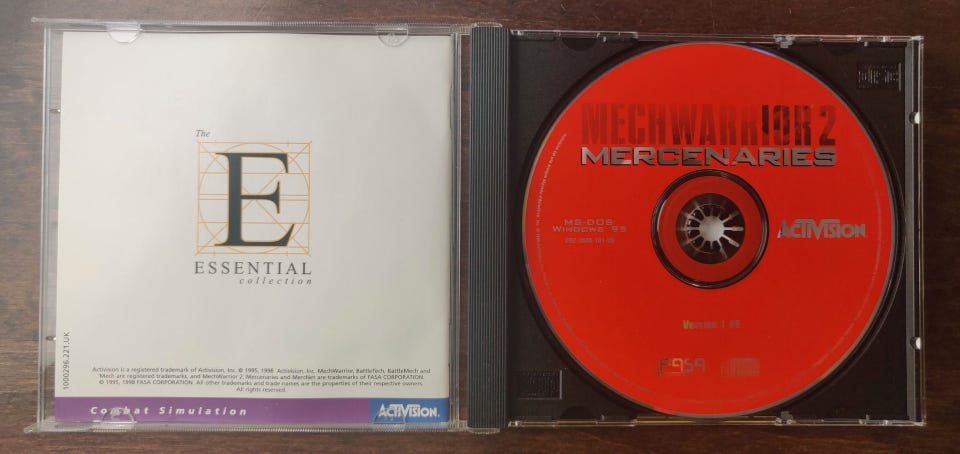 The
E
ESSENTIAL
collection
1000296.221.UK
Activision is a registered trademark of Activision, Inc. © 1995, 1998 Activision, Inc. MechWarrior, BattleTech, BattleMech and
'Mech are registered trademarks, and MechWarrior 2, Mercenaries and MercNet are trademarks of FASA CORPORATION.
© 1995, 1998 FASA CORPORATION. All other trademarks and trade names are the properties of their respective owners.
All rights reserved.
Combat Simulation
ACTIVISION.
MECHWARRIOR 2
MERCENARIES
MS-DOS
Windows 95
ACTIVISION.
Version
FASA